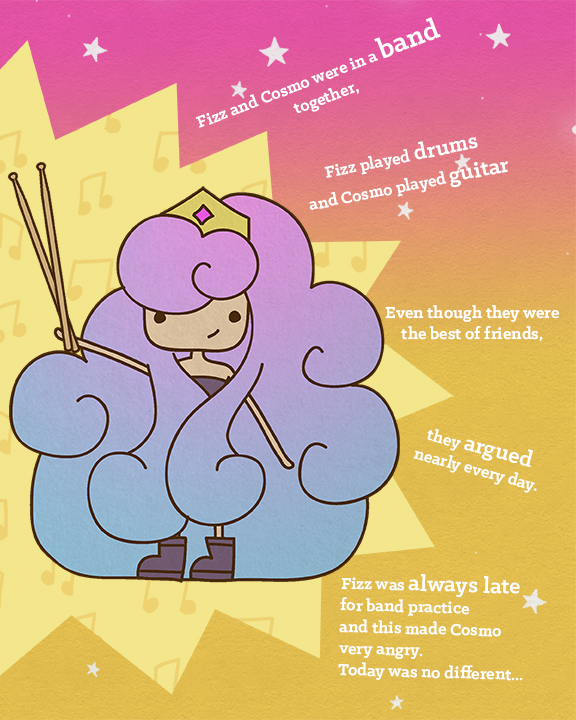 Fizz and Cosmo were in a band
together,
Fizz played drums
and Cosmo played guitar
Even though they were
the best of friends,
they argued
nearly every day.
Fizz was always late
for band practice
and this made Cosmo
very angry.
Today was no different...